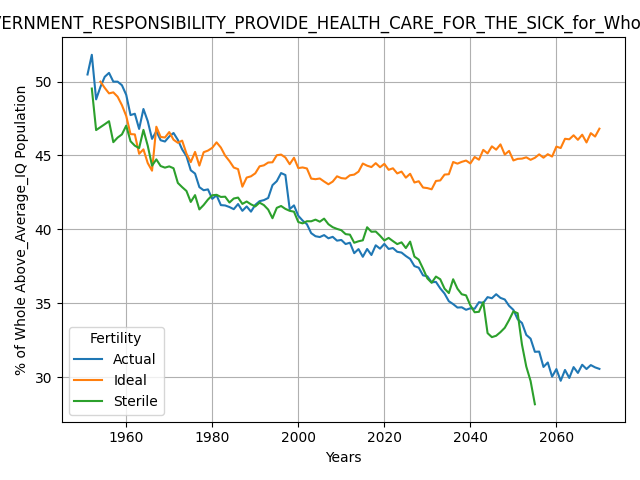 VERNMENT_RESPONSIBILITY_PROVIDE_HEALTH_CARE_FOR_THE_SICK_for_Who
% of Whole Above_Average_IQ Population
50
45
40
35
30
Fertility
Actual
Ideal
Sterile
1960
1980
2000
2020
2040
2060
Years